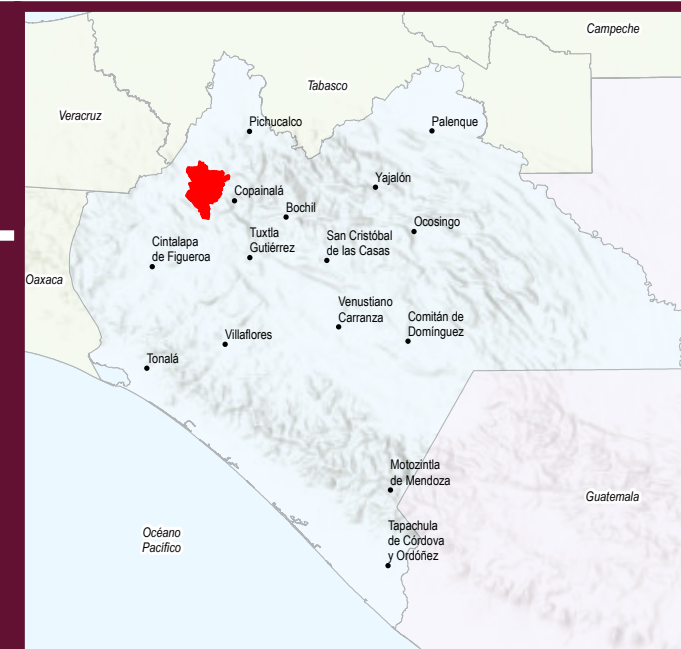 Campeche
Tabasco
Veracruz
Pichucalco
Palenque
Yajalón
Copainalá
Bochil
Ocosingo
Tuxtla
Gutiérrez
San Cristóbal
de las Casas
Cintalapa
de Figueroa
Oaxaca
Venustiano
Carranza
Comitán de
Domínguez
Villaflores
Tonalá
Motozintla
de Mendoza
Guatemala
Océano
Pacifico
Tapachula
de Córdova
y Ordóñez